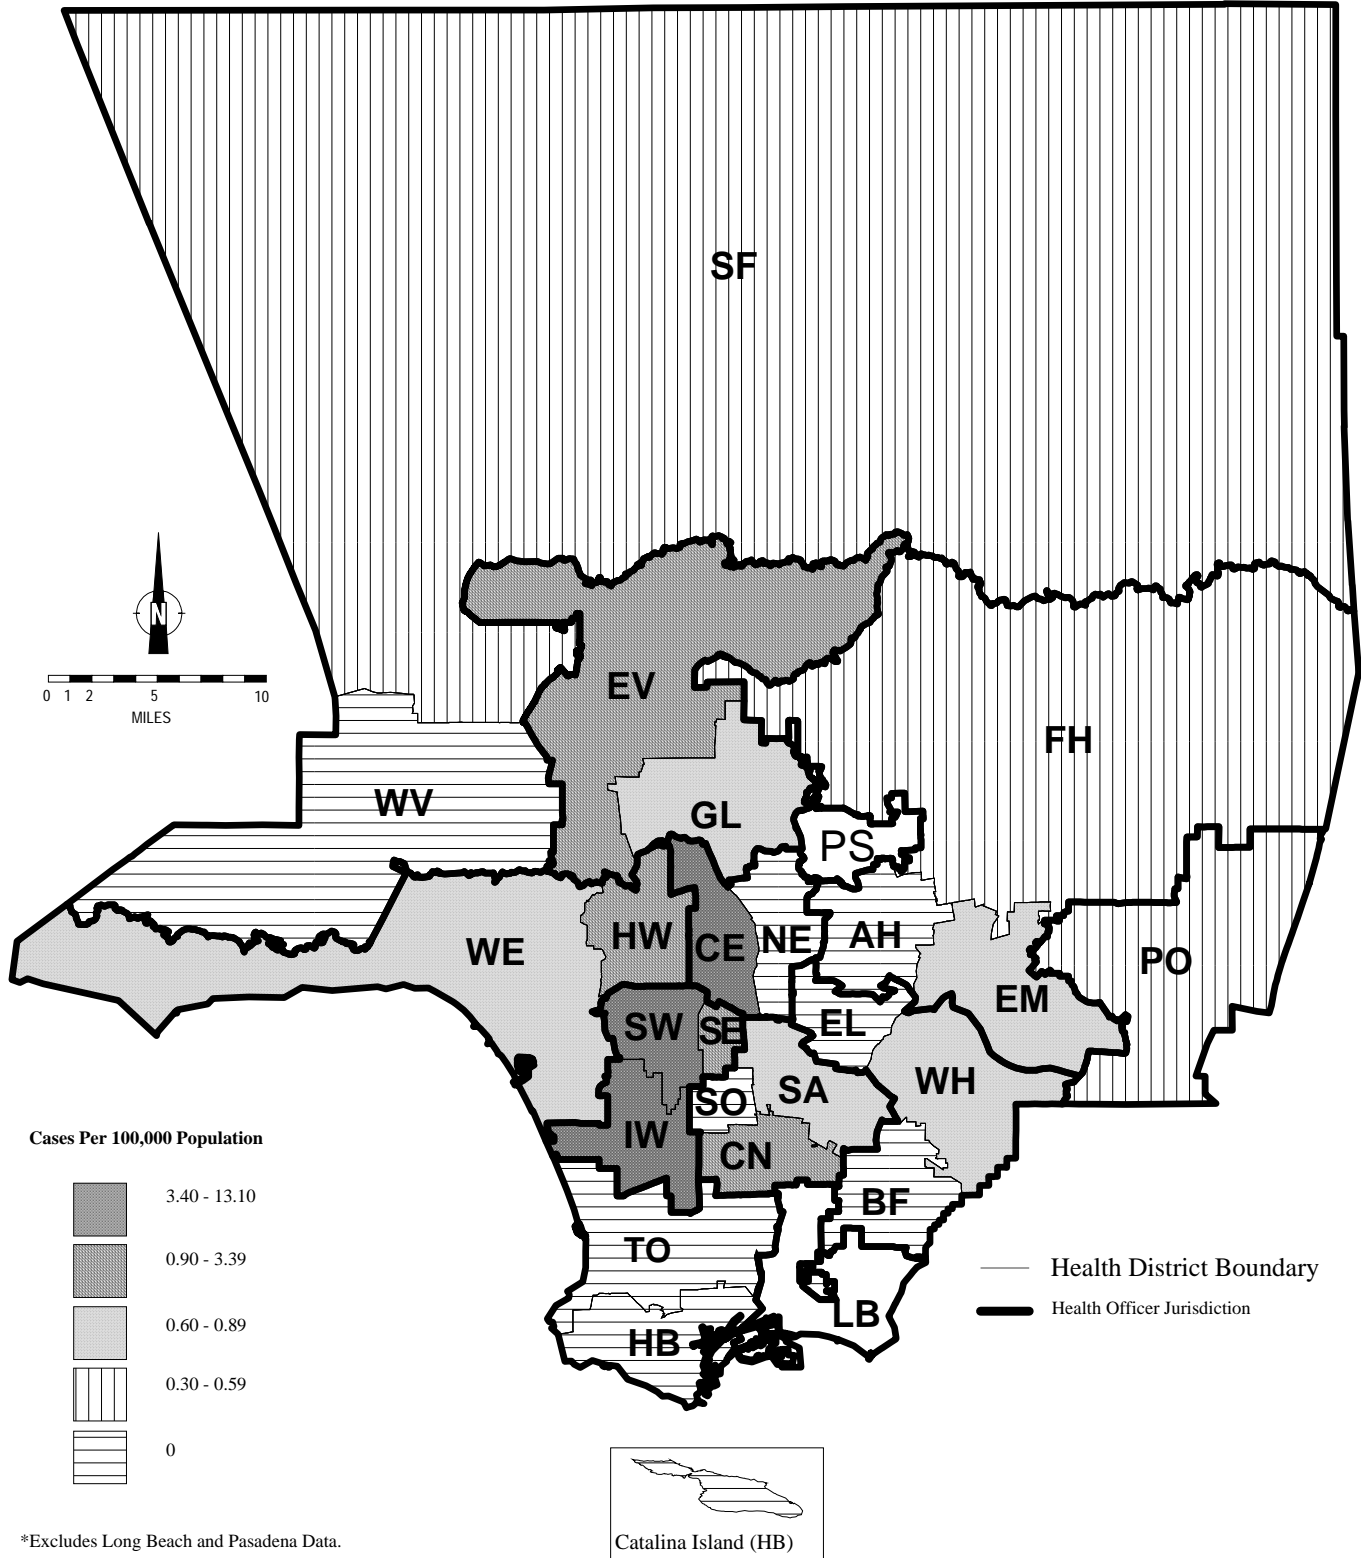 SF
N
0 1 2 5 10
MILES
EV
FH
WV
GL
PS
HW
CE
NE
AH
WE
PO
EM
SW
SE
EL
WH
SA
SO
IW
CN
BF
TO
LB
HB
Cases Per 100,000 Population
3.40 - 13.10
0.90 - 3.39
0.60 - 0.89
0.30 - 0.59
0
Health District Boundary
Health Officer Jurisdiction
Catalina Island (HB)
*Excludes Long Beach and Pasadena Data.